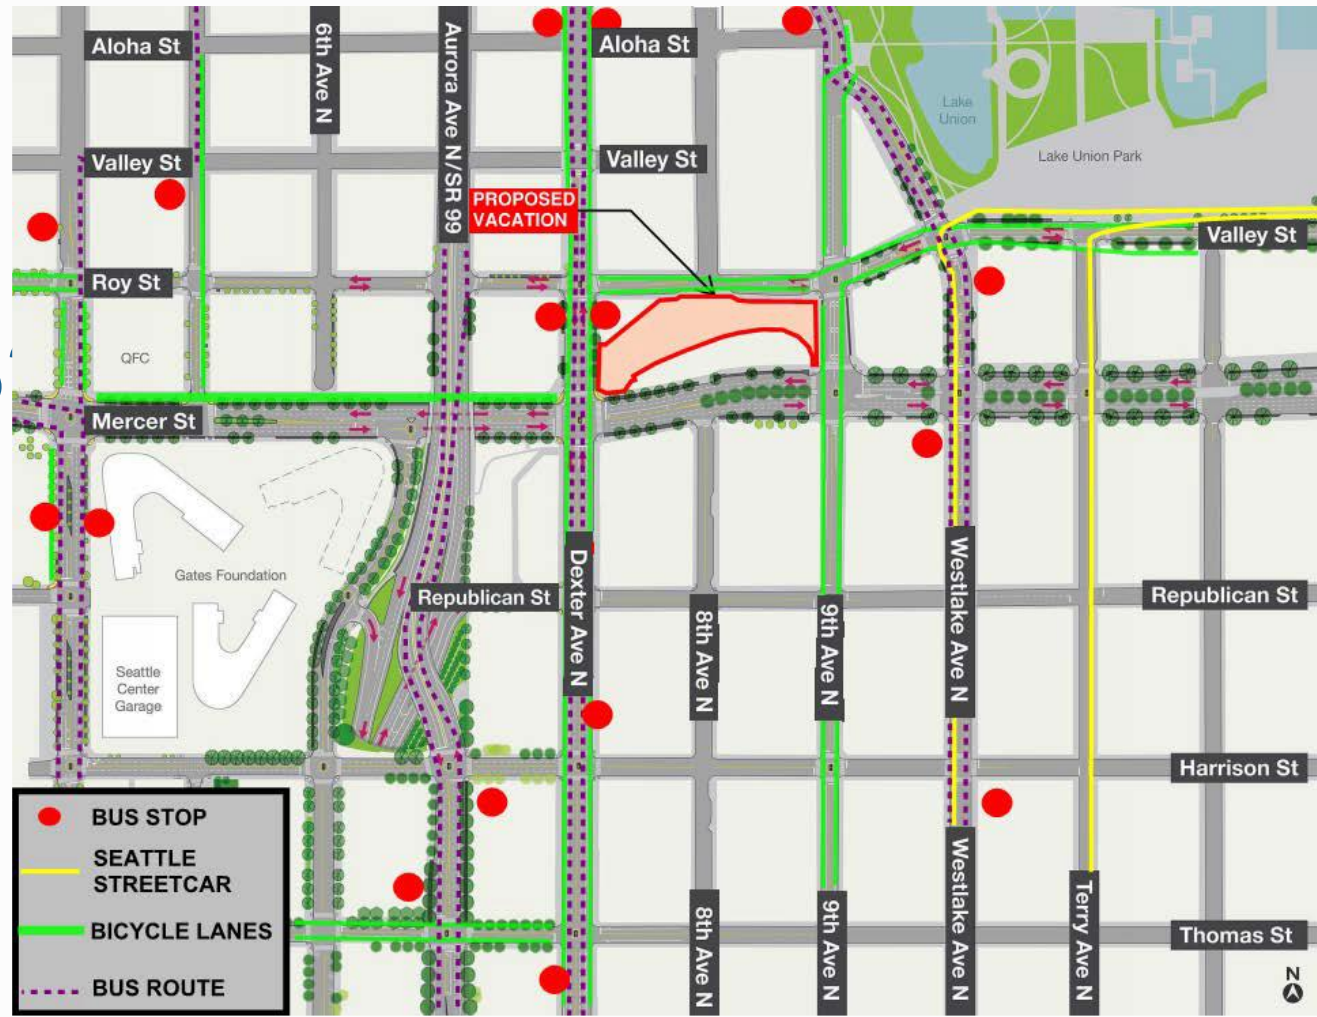 Aloha St
6th Ave N
Aurora Ave N/SR 99
Aloha St
Lake
Union
Lake Union Park
Valley St
Valley St
PROPOSED
VACATION
Valley St
Roy St
QFC
Mercer St
Gates Foundation
Republican St
Dexter Ave N
8th Ave N
9th Ave N
Westlake Ave N
Republican St
Seattle
Center
Garage
Harrison St
BUS STOP
SEATTLE
STREETCAR
BICYCLE LANES
BUS ROUTE
8th Ave N
9th Ave N
Westlake Ave N
Terry Ave N
Thomas St
N